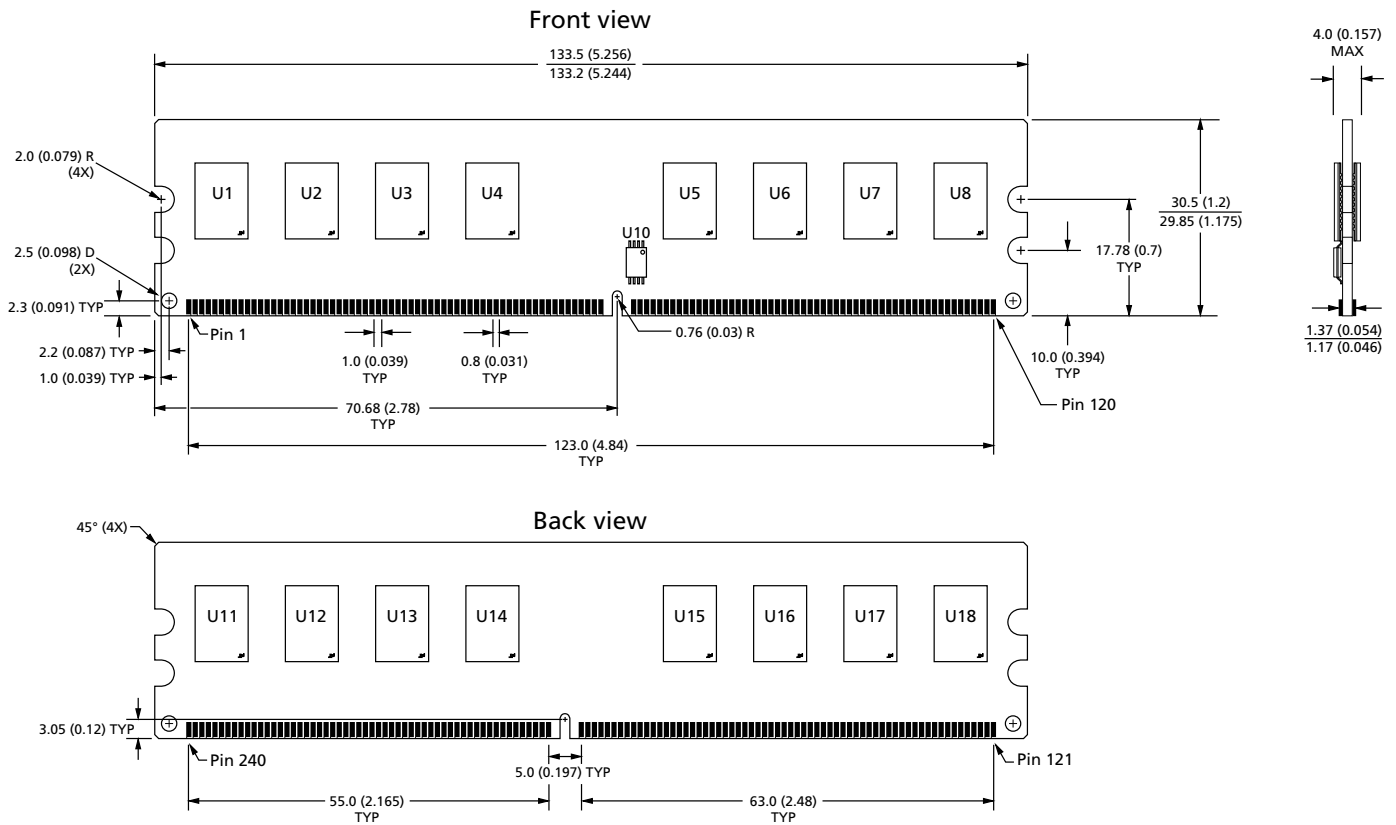 Front view
133.5 (5.256)
133.2 (5.244)
4.0 (0.157)
MAX
2.0 (0.079) R
(4X)
U1
U2
U3
U4
U5
U6
U7
U8
U10
30.5 (1.2)
29.85 (1.175)
17.78 (0.7)
TYP
2.5 (0.098) D
(2X)
2.3 (0.091) TYP
Pin 1
0.76 (0.03) R
1.37 (0.054)
1.17 (0.046)
2.2 (0.087) TYP
1.0 (0.039)
TYP
0.8 (0.031)
TYP
10.0 (0.394)
TYP
1.0 (0.039) TYP
70.68 (2.78)
TYP
Pin 120
123.0 (4.84)
TYP
Back view
45° (4X)
U11
U12
U13
U14
U15
U16
U17
U18
3.05 (0.12) TYP
Pin 240
5.0 (0.197) TYP
Pin 121
55.0 (2.165)
TYP
63.0 (2.48)
TYP